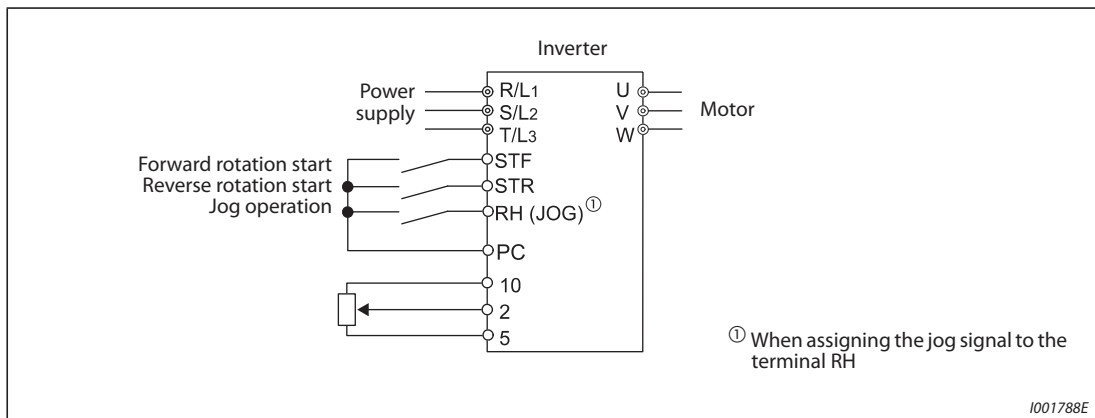 Inverter
Power supply
R/L1
S/L2
T/L3
U
V
W
Motor
Forward rotation start
STF
Reverse rotation start
STR
Jog operation
RH (JOG)①
PC
10
2
5
① When assigning the jog signal to the
terminal RH
I001788E